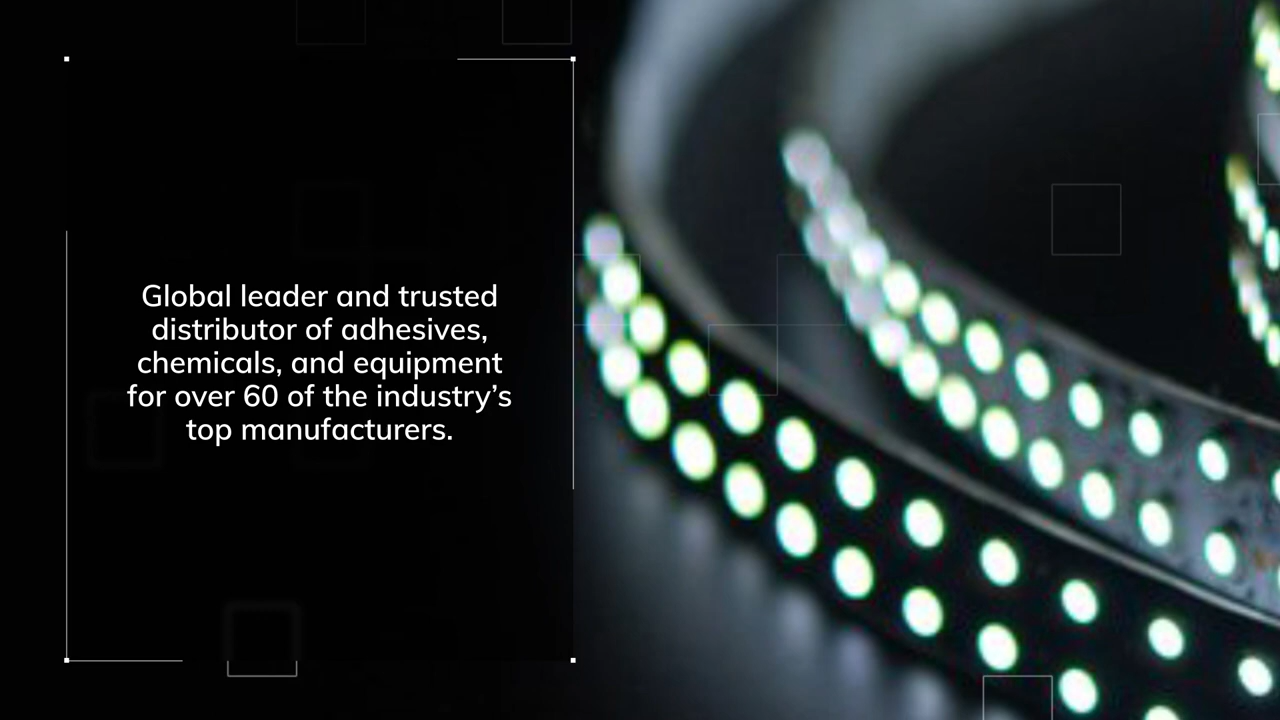 Global leader and trusted
distributor of adhesives,
chemicals, and equipment
for over 60 of the industry’s
top manufacturers.